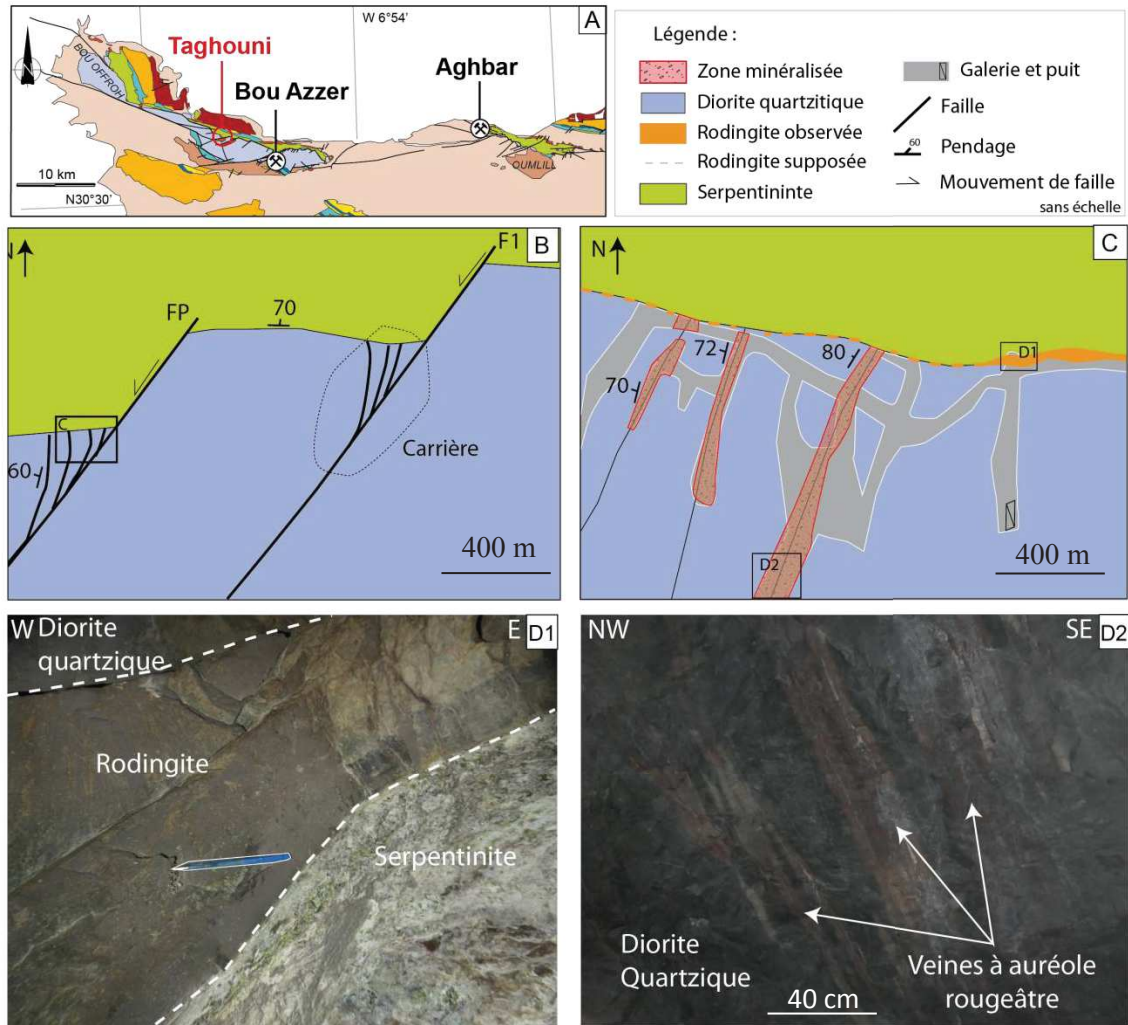 A
W 6°54'
BOU OFFROH
Taghouni
Bou Azzer
Aghbar
OUMLILL
N
10 km
N30°30'
Légende :
Zone minéralisée
Diorite quartzitique
Rodingite observée
Rodingite supposée
Serpentininte
Galerie et puit
Faille
60
Pendage
Mouvement de faille
sans échelle
B
N
FP
F1
70
C
60
Carrière
400 m
C
N
D1
72
80
70
D2
400 m
W
Diorite
quartzique
E
D1
Rodingite
Serpentinite
NW
SE
D2
Diorite
Quartzique
Veines à auréole
rougeâtre
40 cm